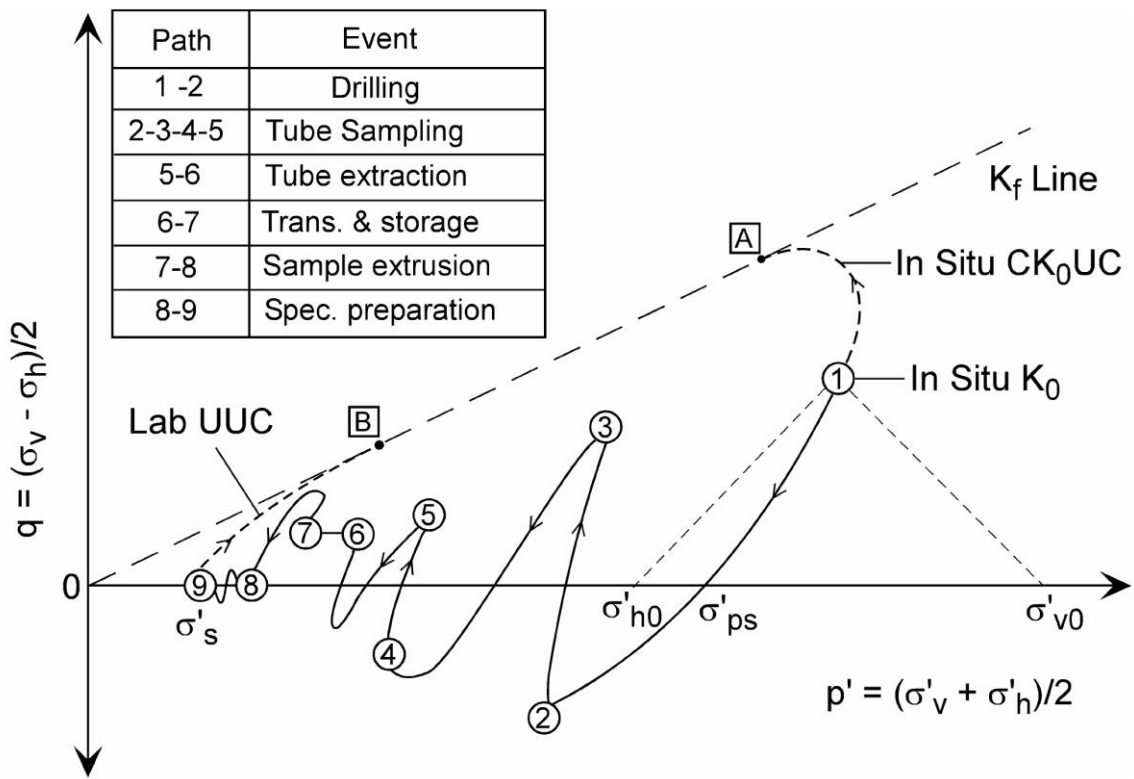 Path Event
1 -2 Drilling
2-3-4-5 Tube Sampling
5-6 Tube extraction
6-7 Trans. & storage
7-8 Sample extrusion
8-9 Spec. preparation
K_f Line
A
In Situ CK₀UC
1
In Situ K₀
Lab UUC
B
3
5
7
6
q = (σ_v - σ_h)/2
0
9
8
σ'_s
σ'_h0
σ'_ps
σ'_v0
4
2
p' = (σ'_v + σ'_h)/2